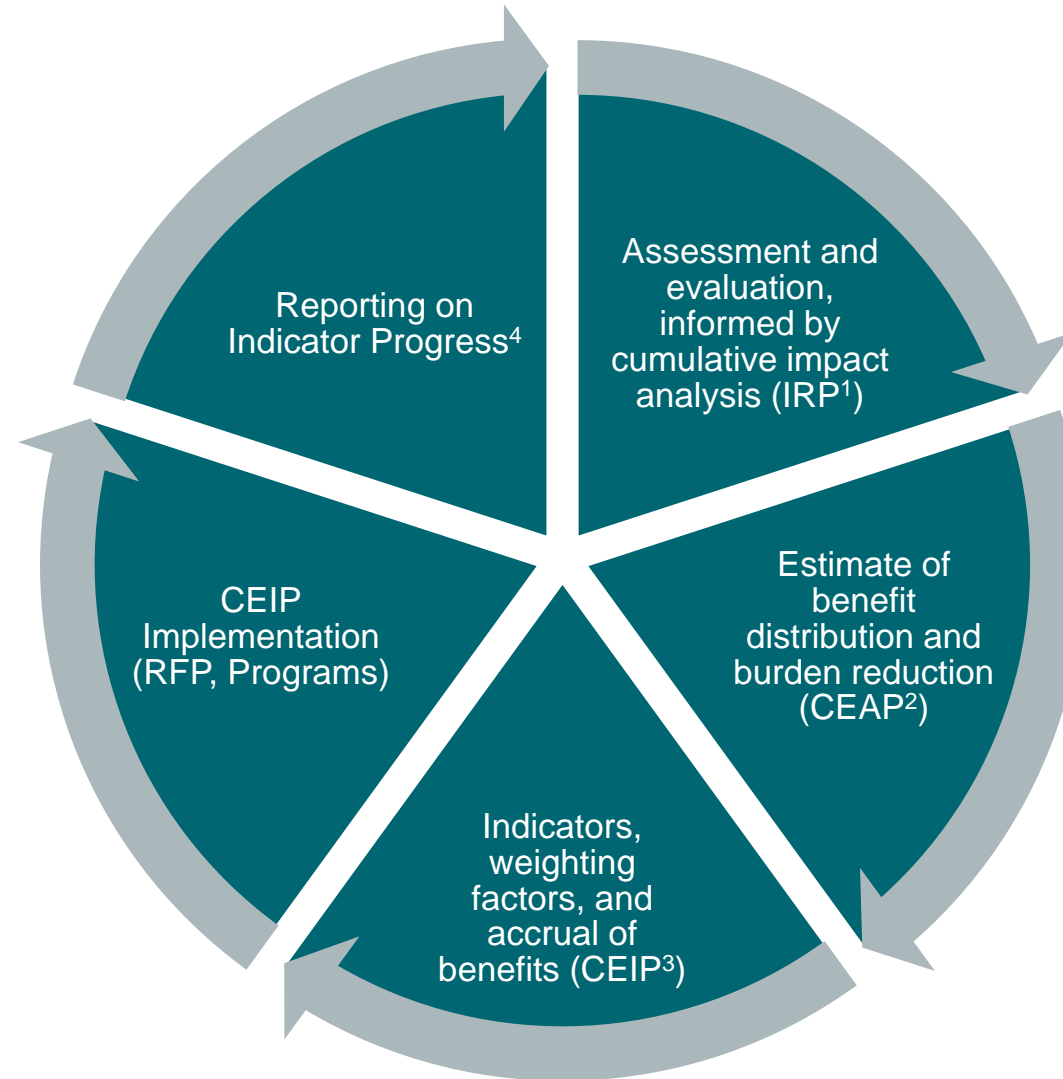 Assessment and
evaluation,
informed by
cumulative impact
analysis (IRP¹)
Estimate of
benefit
distribution and
burden reduction
(CEAP²)
Indicators,
weighting
factors, and
accrual of
benefits (CEIP³)
CEIP
Implementation
(RFP, Programs)
Reporting on
Indicator Progress⁴